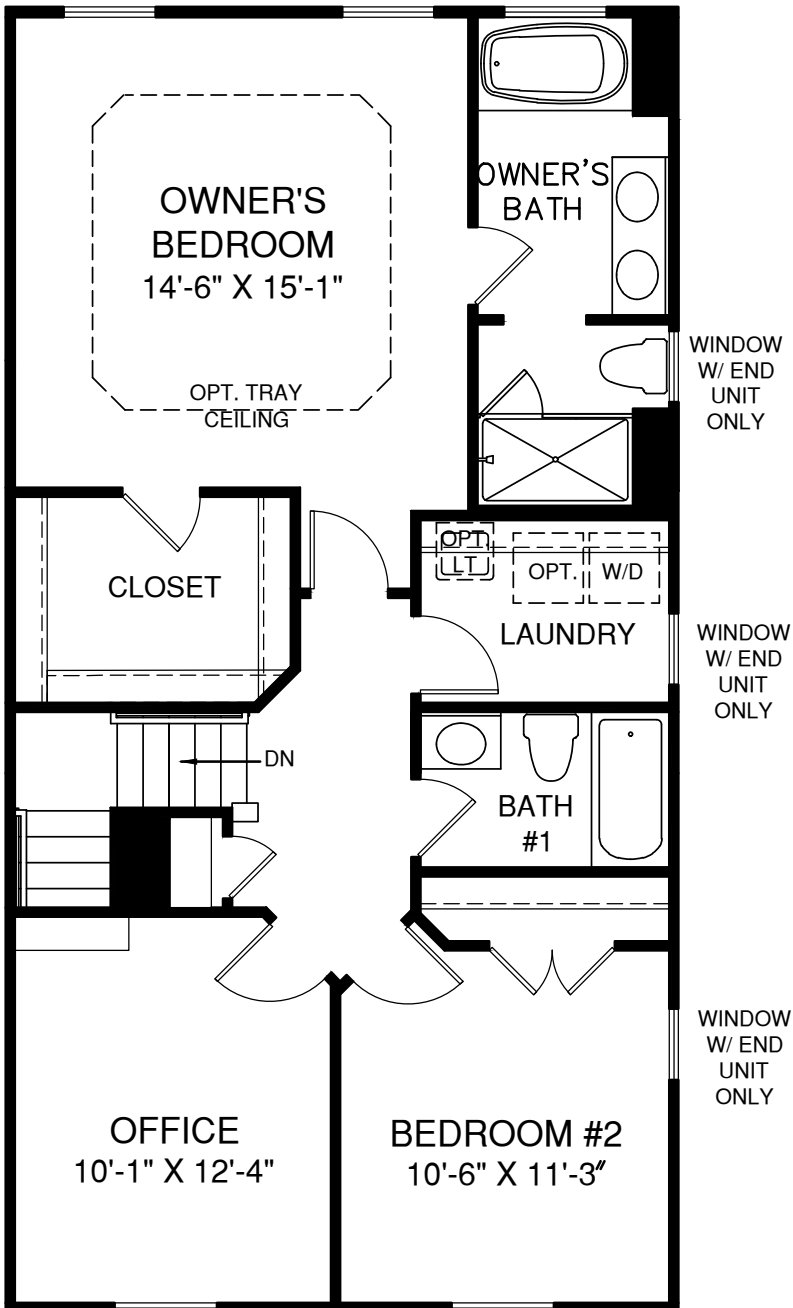 OWNER'S
BEDROOM
14'-6" X 15'-1"
OPT. TRAY
CEILING
OWNER'S
BATH
WINDOW
W/ END
UNIT
ONLY
CLOSET
OPT.
LT
OPT.
W/D
LAUNDRY
WINDOW
W/ END
UNIT
ONLY
DN
BATH
#1
WINDOW
W/ END
UNIT
ONLY
OFFICE
10'-1" X 12'-4"
BEDROOM #2
10'-6" X 11'-3"